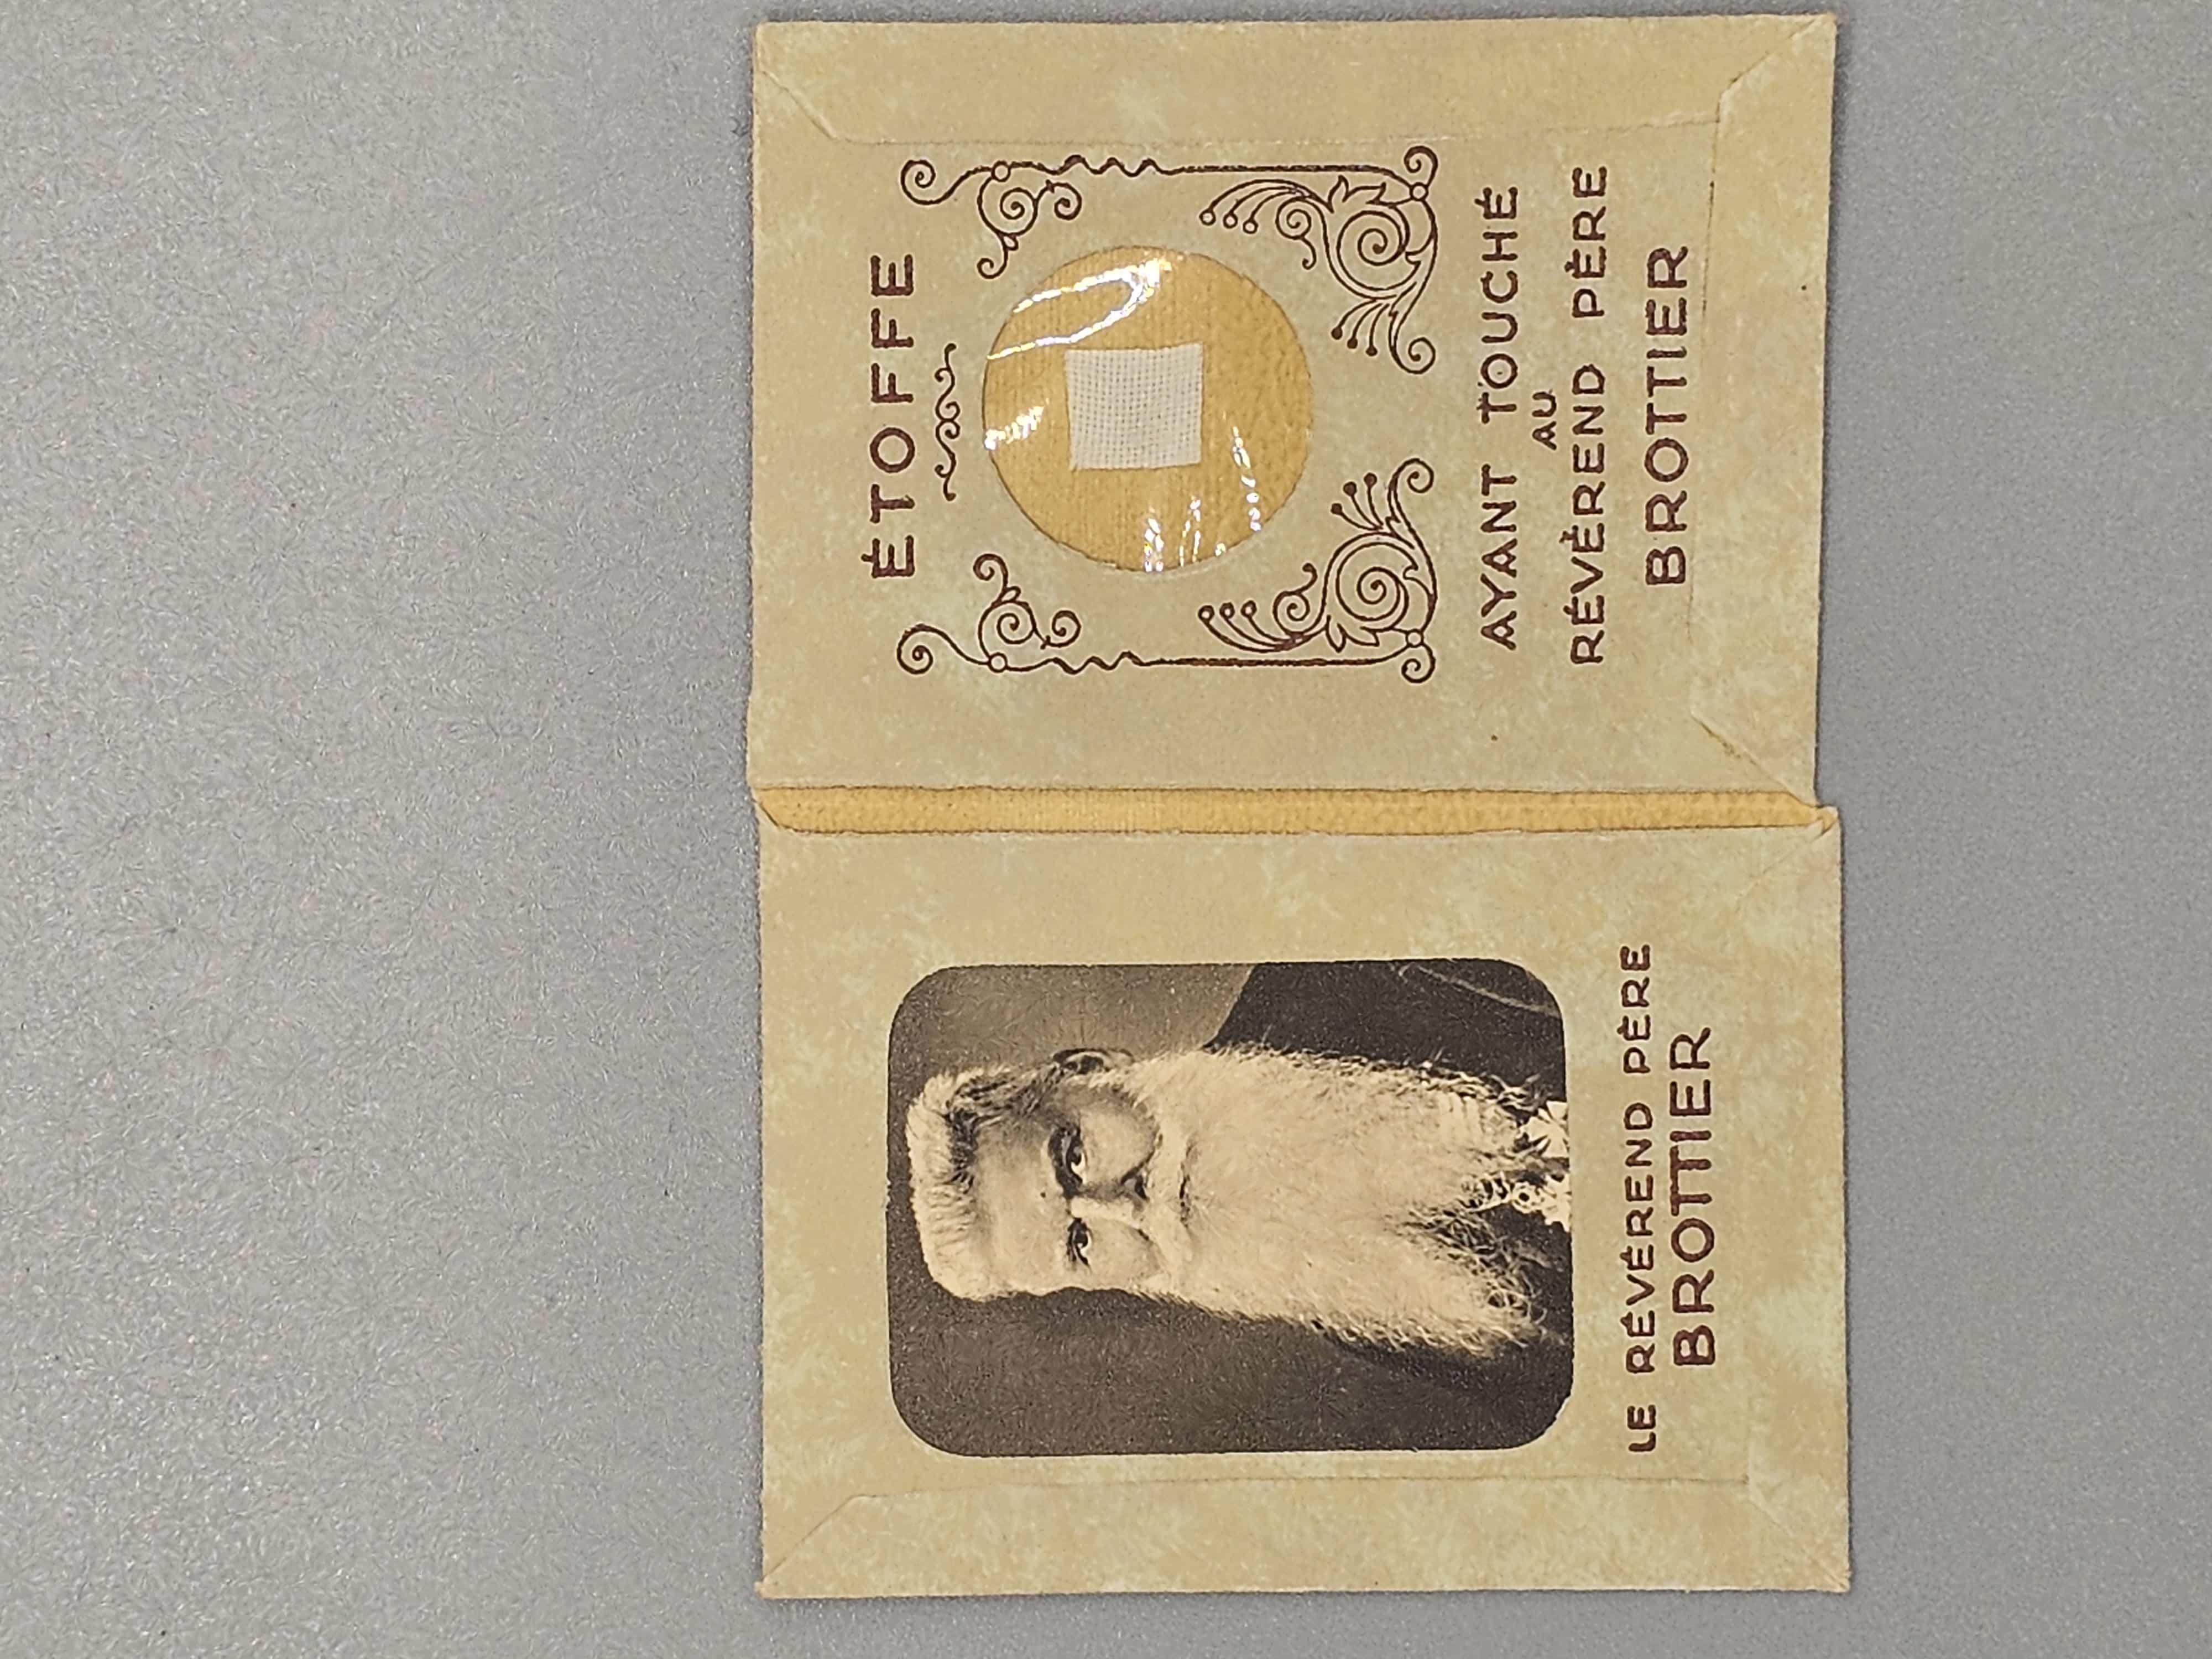 LE RÉVÉREND PÈRE
BROTTIER
ÉTOFFE
AYANT TOUCHÉ
AU
RÉVÉREND PÈRE
BROTTIER